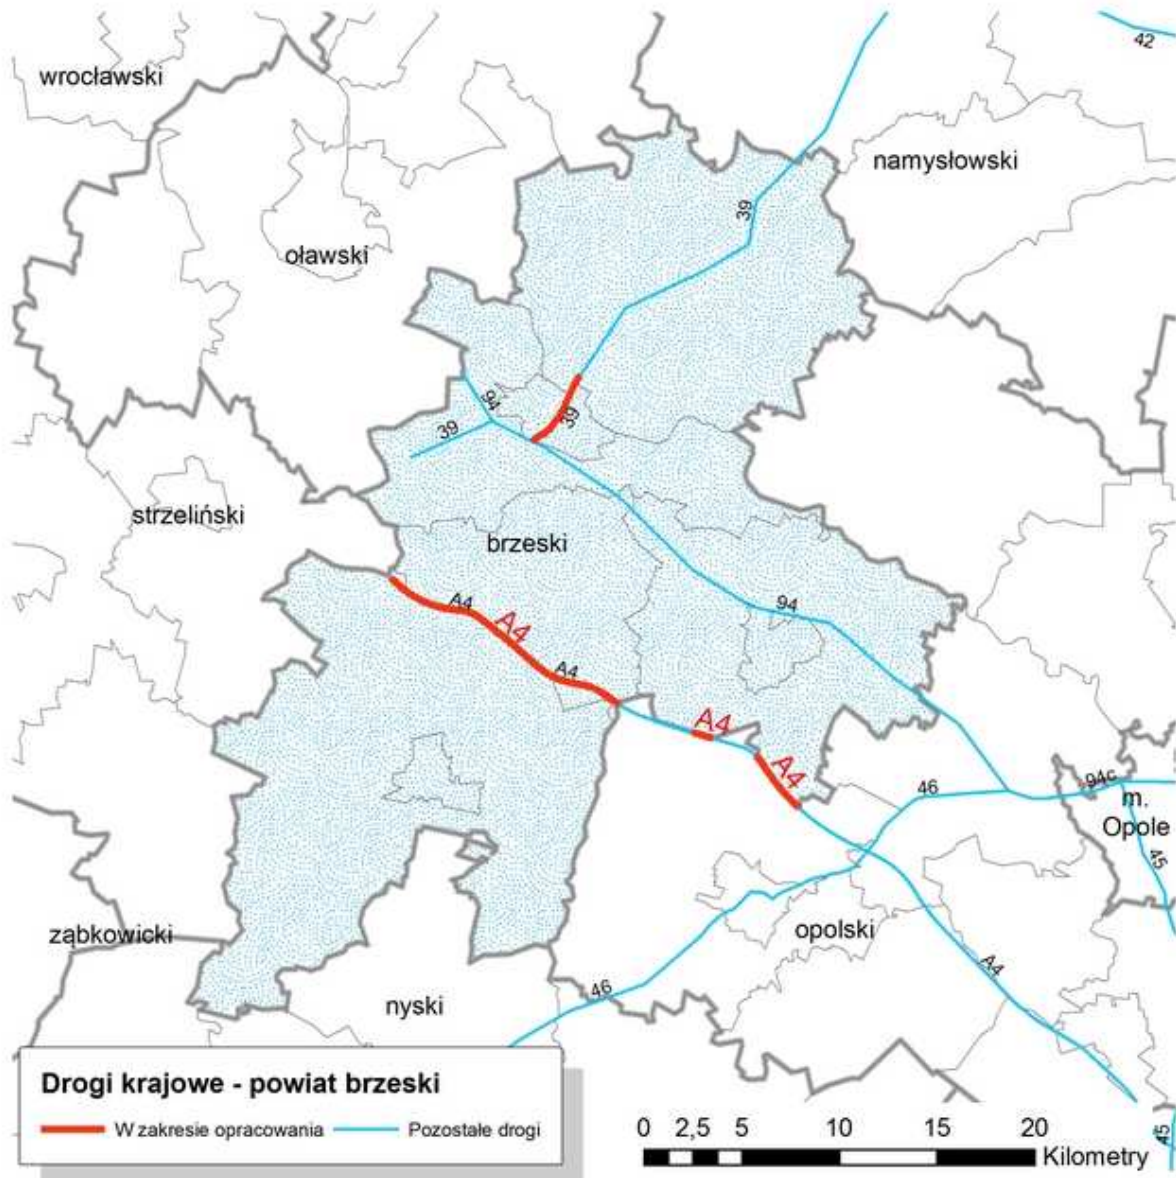 42
wrocławski
namysłowski
39
oławski
94
39
39
strzeliński
brzeski
A4
A4
94
A4
A4
A4
46
94c
m.
Opole
45
ząbkowicki
opolski
A4
46
nyski
Drogi krajowe - powiat brzeski
W zakresie opracowania
Pozostałe drogi
0 2,5 5 10 15 20
Kilometry
45